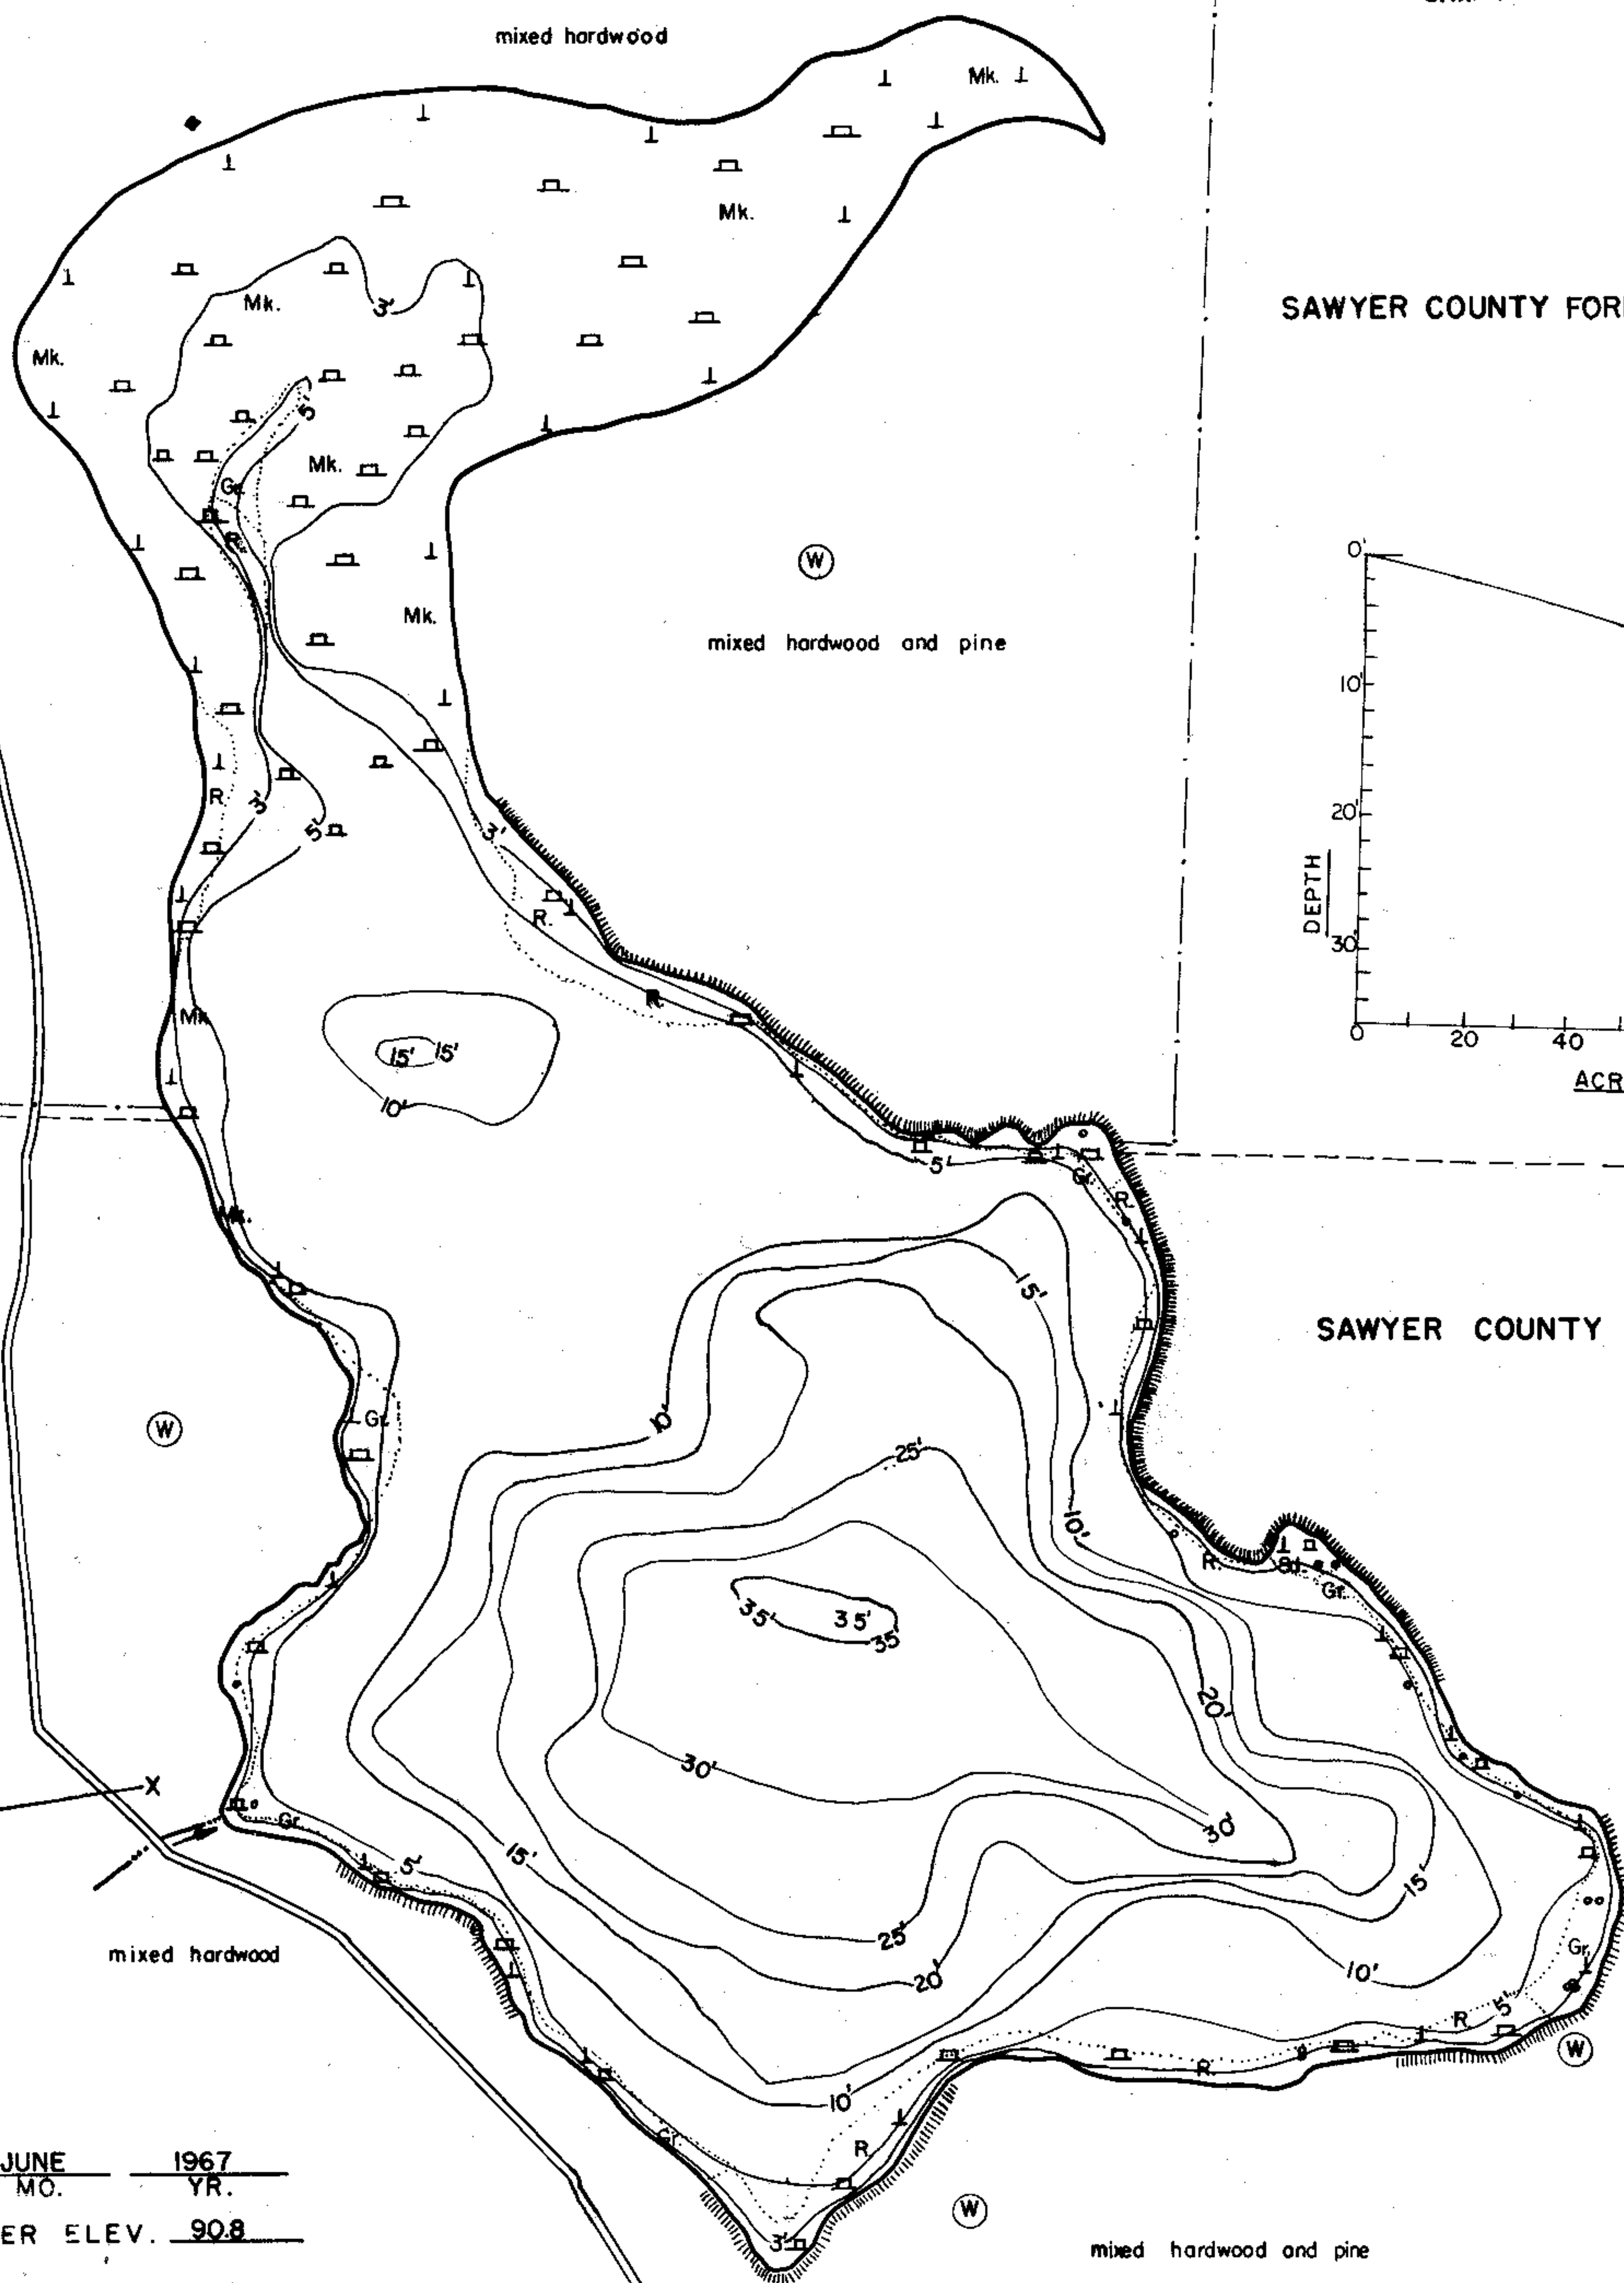 mixed hardwood
Mk.
Mk.
Mk.
3'
Mk.
SAWYER COUNTY FOR
5'
Mk.
Gr.
R.
W
0'
Mk.
mixed hardwood and pine
10'
R.
3'
5'
3'
20'
DEPTH
R.
30'
R.
Mk.
15' 15'
0 20 40
10'
ACR
5'
Gr.
R.
Mk.
15'
SAWYER COUNTY
10'
Gr.
W
25'
10'
R.
Sd.
Gr.
35' 35'
35'
20'
30'
X
Gr.
30'
15'
5'
15'
25'
Gr.
mixed hardwood
10'
20'
5'
R.
W
R.
10'
Gr.
R.
JUNE 1967
MO. YR.
W
ER ELEV. 90.8
3'
mixed hardwood and pine